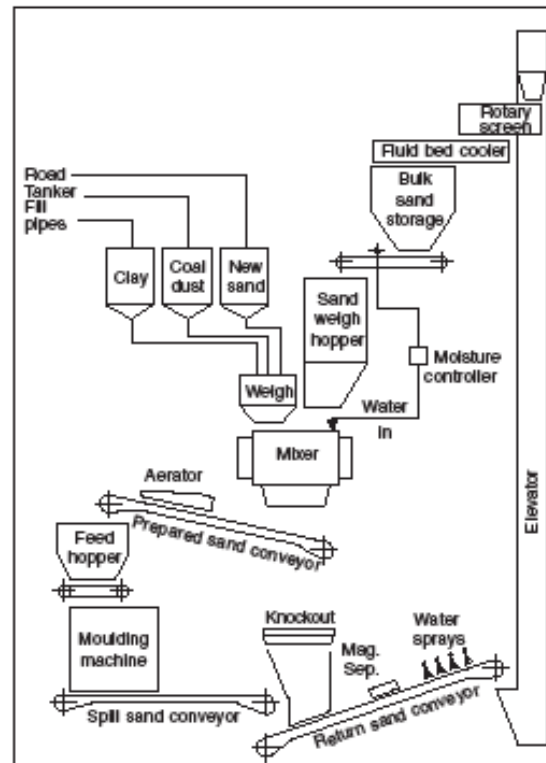 Rotary
screen
Fluid bed cooler
Bulk
sand
storage
Road
Tanker
Fill
pipes
Clay
Coal
dust
New
sand
Sand
weigh
hopper
Moisture
controller
Weigh
Water
in
Mixer
Elevator
Aerator
Prepared sand conveyor
Feed
hopper
Moulding
machine
Knockout
Mag.
Sep.
Water
sprays
Spill sand conveyor
Return sand conveyor